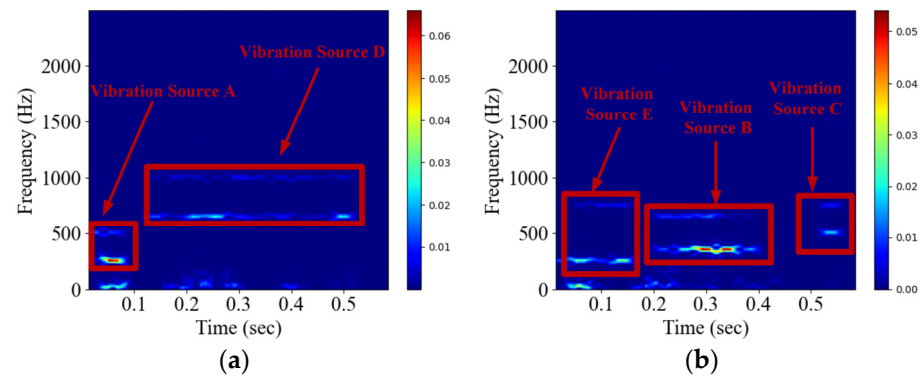 2000
1500
1000
500
0
Frequency (Hz)
Vibration Source A
Vibration Source D
0.1 0.2 0.3 0.4 0.5
Time (sec)
0.06
0.05
0.04
0.03
0.02
0.01
(a)
2000
1500
1000
500
0
Frequency (Hz)
Vibration
Source E
Vibration
Source B
Vibration
Source C
0.1 0.2 0.3 0.4 0.5
Time (sec)
0.05
0.04
0.03
0.02
0.01
0.00
(b)